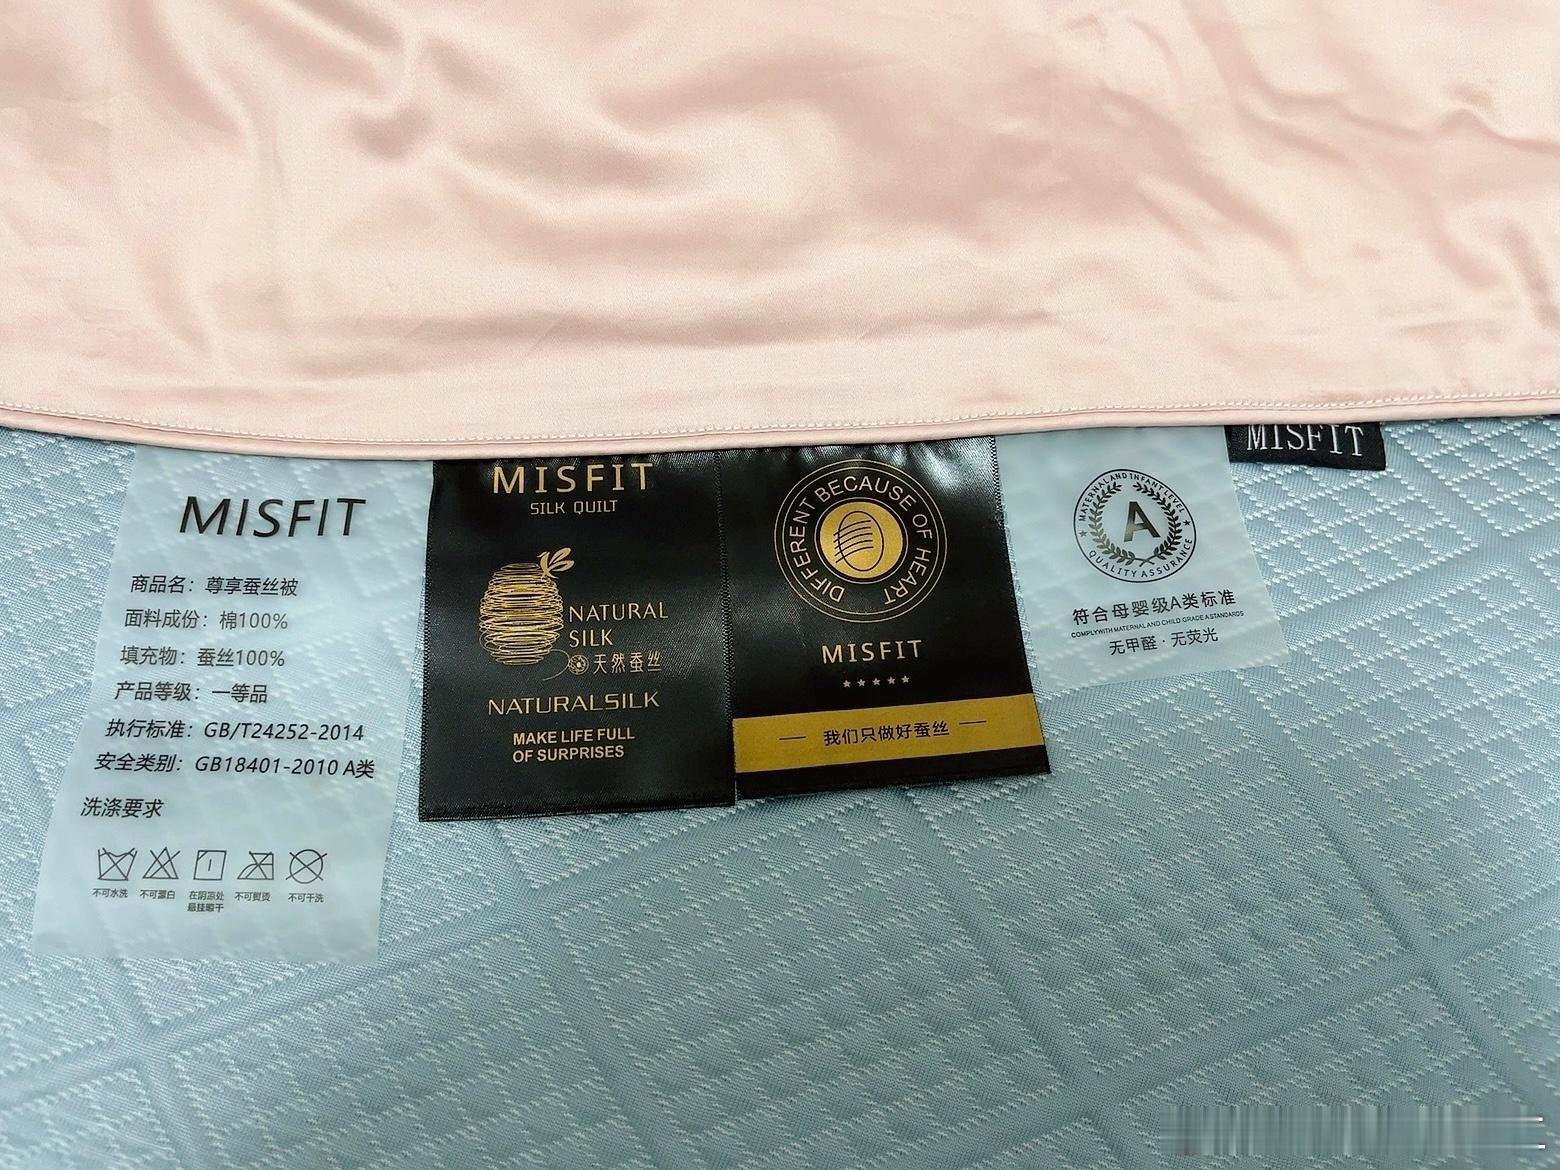 MISFIT
商品名：尊享蚕丝被
面料成份：棉100%
填充物：蚕丝100%
产品等级：一等品
执行标准：GB/T24252-2014
安全类别：GB18401-2010 A类
洗涤要求
不可水洗 不可漂白 在阴凉处悬挂晾干 不可熨烫 不可干洗
MISFIT
SILK QUILT
NATURAL
SILK
天然蚕丝
NATURALSILK
MAKE LIFE FULL
OF SURPRISES
DIFFERENT BECAUSE OF HEART
MISFIT
我们只做好蚕丝
MATERNAL AND INFANT LEVEL
A
QUALITY ASSURANCE
符合母婴级A类标准
COMPLY WITH MATERNAL AND CHILD GRADE A STANDARDS
无甲醛·无荧光
MISFIT